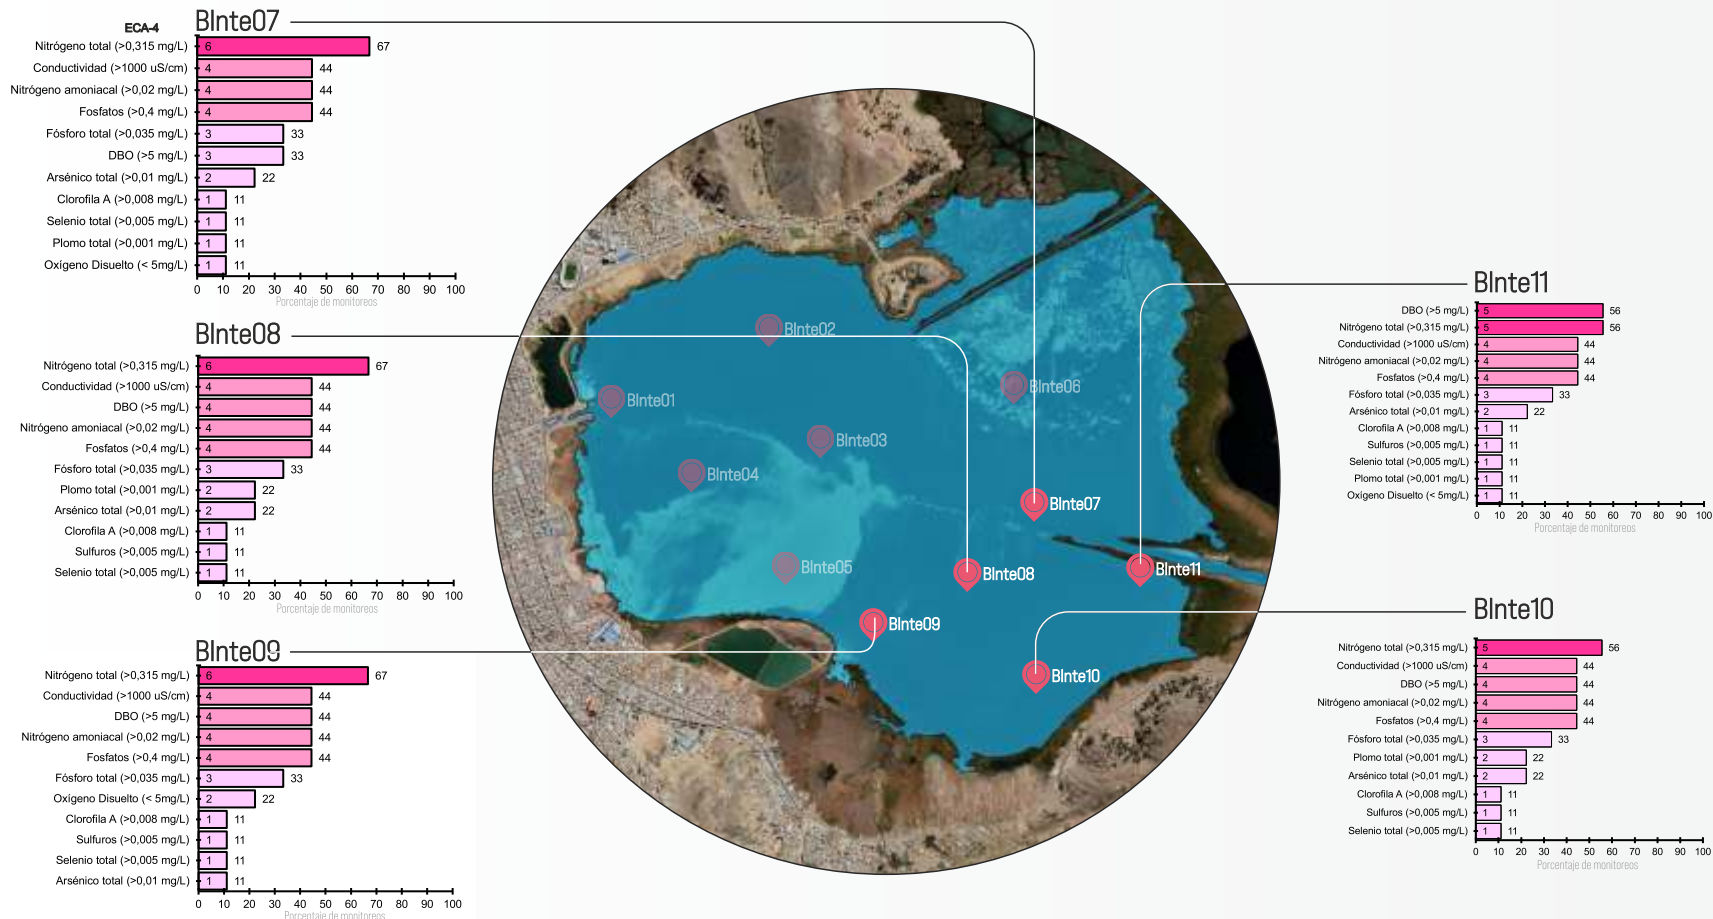 BInte07
ECA-4
Nitrógeno total (>0,315 mg/L) 6 67
Conductividad (>1000 uS/cm) 4 44
Nitrógeno amoniacal (>0,02 mg/L) 4 44
Fosfatos (>0,4 mg/L) 4 44
Fósforo total (>0,035 mg/L) 3 33
DBO (>5 mg/L) 3 33
Arsénico total (>0,01 mg/L) 2 22
Clorofila A (>0,008 mg/L) 1 11
Selenio total (>0,005 mg/L) 1 11
Plomo total (>0,001 mg/L) 1 11
Oxígeno Disuelto (< 5mg/L) 1 11
0 10 20 30 40 50 60 70 80 90 100
Porcentaje de monitoreos
BInte08
Nitrógeno total (>0,315 mg/L) 6 67
Conductividad (>1000 uS/cm) 4 44
DBO (>5 mg/L) 4 44
Nitrógeno amoniacal (>0,02 mg/L) 4 44
Fosfatos (>0,4 mg/L) 4 44
Fósforo total (>0,035 mg/L) 3 33
Plomo total (>0,001 mg/L) 2 22
Arsénico total (>0,01 mg/L) 2 22
Clorofila A (>0,008 mg/L) 1 11
Sulfuros (>0,005 mg/L) 1 11
Selenio total (>0,005 mg/L) 1 11
0 10 20 30 40 50 60 70 80 90 100
Porcentaje de monitoreos
BInte09
Nitrógeno total (>0,315 mg/L) 6 67
Conductividad (>1000 uS/cm) 4 44
DBO (>5 mg/L) 4 44
Nitrógeno amoniacal (>0,02 mg/L) 4 44
Fosfatos (>0,4 mg/L) 4 44
Fósforo total (>0,035 mg/L) 3 33
Oxígeno Disuelto (< 5mg/L) 2 22
Clorofila A (>0,008 mg/L) 1 11
Sulfuros (>0,005 mg/L) 1 11
Selenio total (>0,005 mg/L) 1 11
Arsénico total (>0,01 mg/L) 1 11
0 10 20 30 40 50 60 70 80 90 100
Porcentaje de monitoreos
BInte02
BInte06
BInte01
BInte03
BInte04
BInte07
BInte05
BInte08
BInte11
BInte09
BInte10
BInte11
DBO (>5 mg/L) 5 56
Nitrógeno total (>0,315 mg/L) 5 56
Conductividad (>1000 uS/cm) 4 44
Nitrógeno amoniacal (>0,02 mg/L) 4 44
Fosfatos (>0,4 mg/L) 4 44
Fósforo total (>0,035 mg/L) 3 33
Arsénico total (>0,01 mg/L) 2 22
Clorofila A (>0,008 mg/L) 1 11
Sulfuros (>0,005 mg/L) 1 11
Selenio total (>0,005 mg/L) 1 11
Plomo total (>0,001 mg/L) 1 11
Oxígeno Disuelto (< 5mg/L) 1 11
0 10 20 30 40 50 60 70 80 90 100
Porcentaje de monitoreos
BInte10
Nitrógeno total (>0,315 mg/L) 5 56
Conductividad (>1000 uS/cm) 4 44
DBO (>5 mg/L) 4 44
Nitrógeno amoniacal (>0,02 mg/L) 4 44
Fosfatos (>0,4 mg/L) 4 44
Fósforo total (>0,035 mg/L) 3 33
Plomo total (>0,001 mg/L) 2 22
Arsénico total (>0,01 mg/L) 2 22
Clorofila A (>0,008 mg/L) 1 11
Sulfuros (>0,005 mg/L) 1 11
Selenio total (>0,005 mg/L) 1 11
0 10 20 30 40 50 60 70 80 90 100
Porcentaje de monitoreos